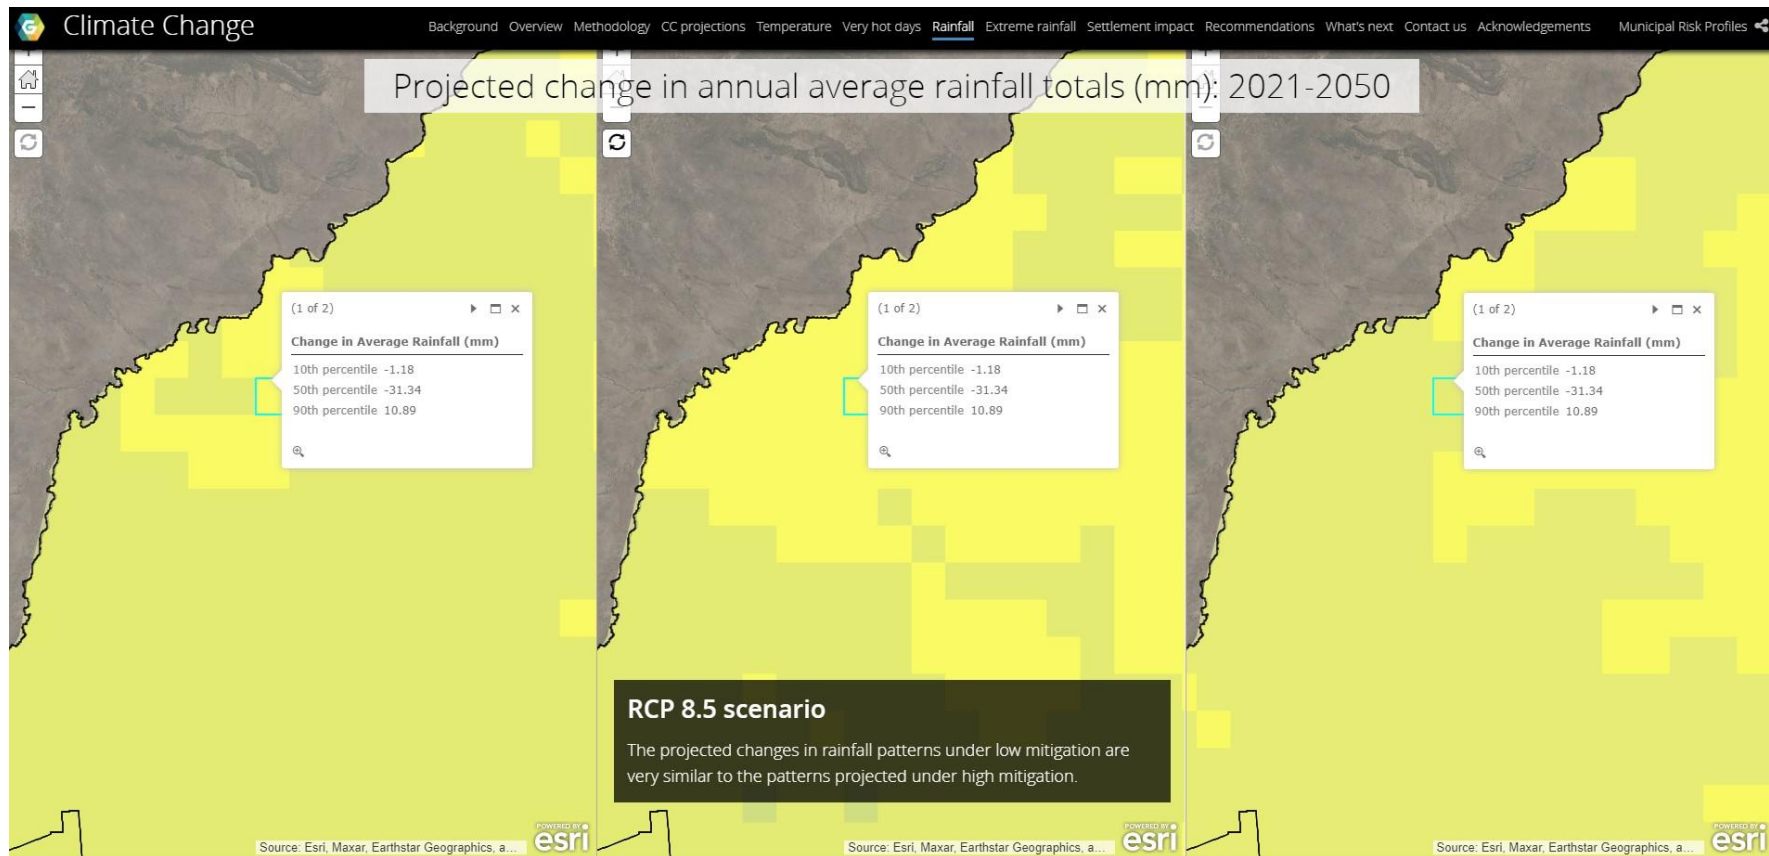 G Climate Change
Background Overview Methodology CC projections Temperature Very hot days Rainfall Extreme rainfall Settlement impact Recommendations What's next Contact us Acknowledgements Municipal Risk Profiles
Projected change in annual average rainfall totals (mm): 2021-2050
(1 of 2)
Change in Average Rainfall (mm)
10th percentile -1.18
50th percentile -31.34
90th percentile 10.89
(1 of 2)
Change in Average Rainfall (mm)
10th percentile -1.18
50th percentile -31.34
90th percentile 10.89
(1 of 2)
Change in Average Rainfall (mm)
10th percentile -1.18
50th percentile -31.34
90th percentile 10.89
RCP 8.5 scenario
The projected changes in rainfall patterns under low mitigation are
very similar to the patterns projected under high mitigation.
Source: Esri, Maxar, Earthstar Geographics, a...
POWERED BY
esri
Source: Esri, Maxar, Earthstar Geographics, a...
POWERED BY
esri
Source: Esri, Maxar, Earthstar Geographics, a...
POWERED BY
esri